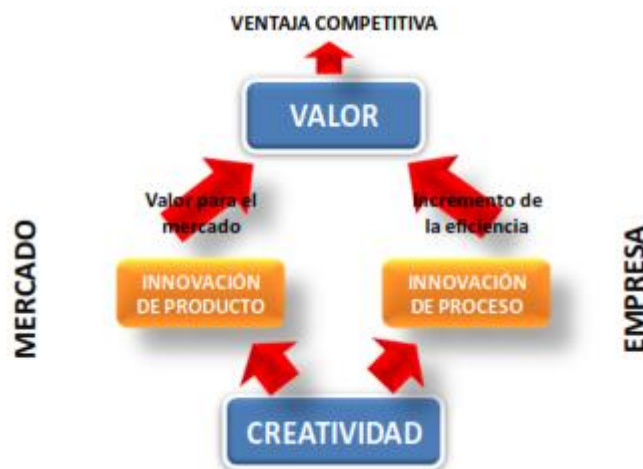 VENTAJA COMPETITIVA
VALOR
Valor para el
mercado
Incremento de
la eficiencia
MERCADO
INNOVACIÓN
DE PRODUCTO
INNOVACIÓN
DE PROCESO
EMPRESA
CREATIVIDAD